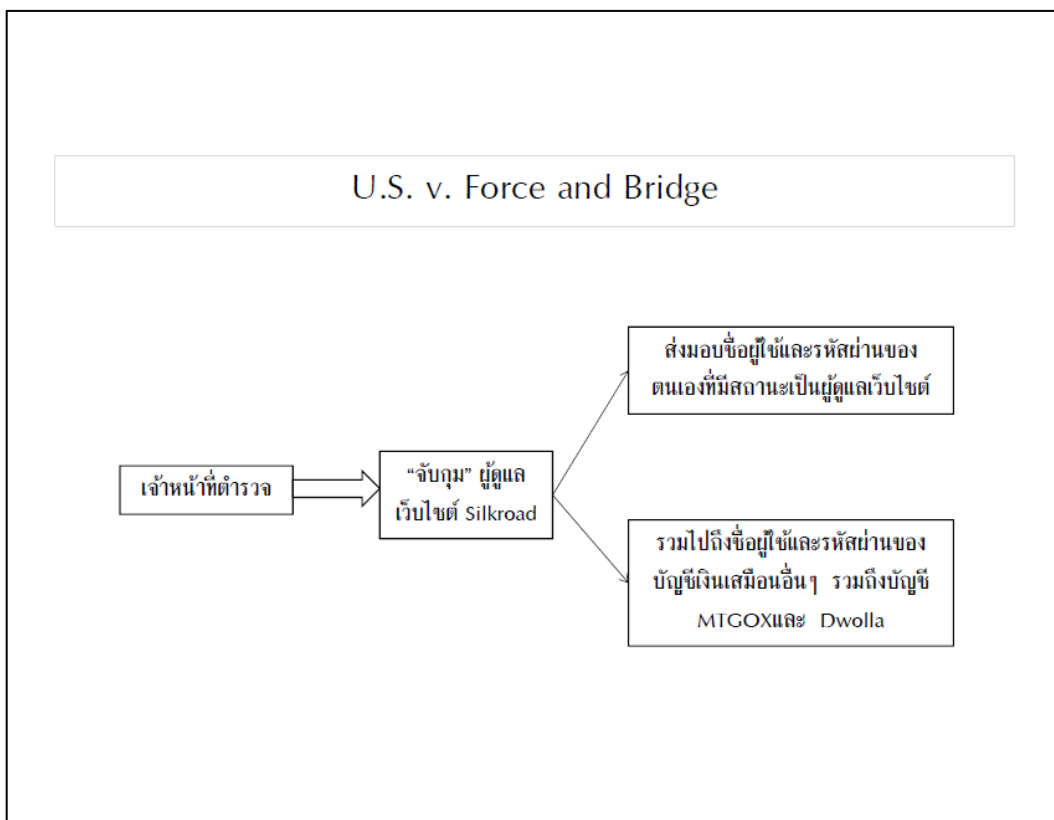 U.S. v. Force and Bridge
ส่งมอบชื่อผู้ใช้และรหัสผ่านของ
ตนเองที่มีสถานะเป็นผู้ดูแลเว็บไซต์
เจ้าหน้าที่ตำรวจ
“จับกุม” ผู้ดูแล
เว็บไซต์ Silkroad
รวมไปถึงชื่อผู้ใช้และรหัสผ่านของ
บัญชีเงินเสมือนอื่นๆ รวมถึงบัญชี
MTGOXและ Dwolla